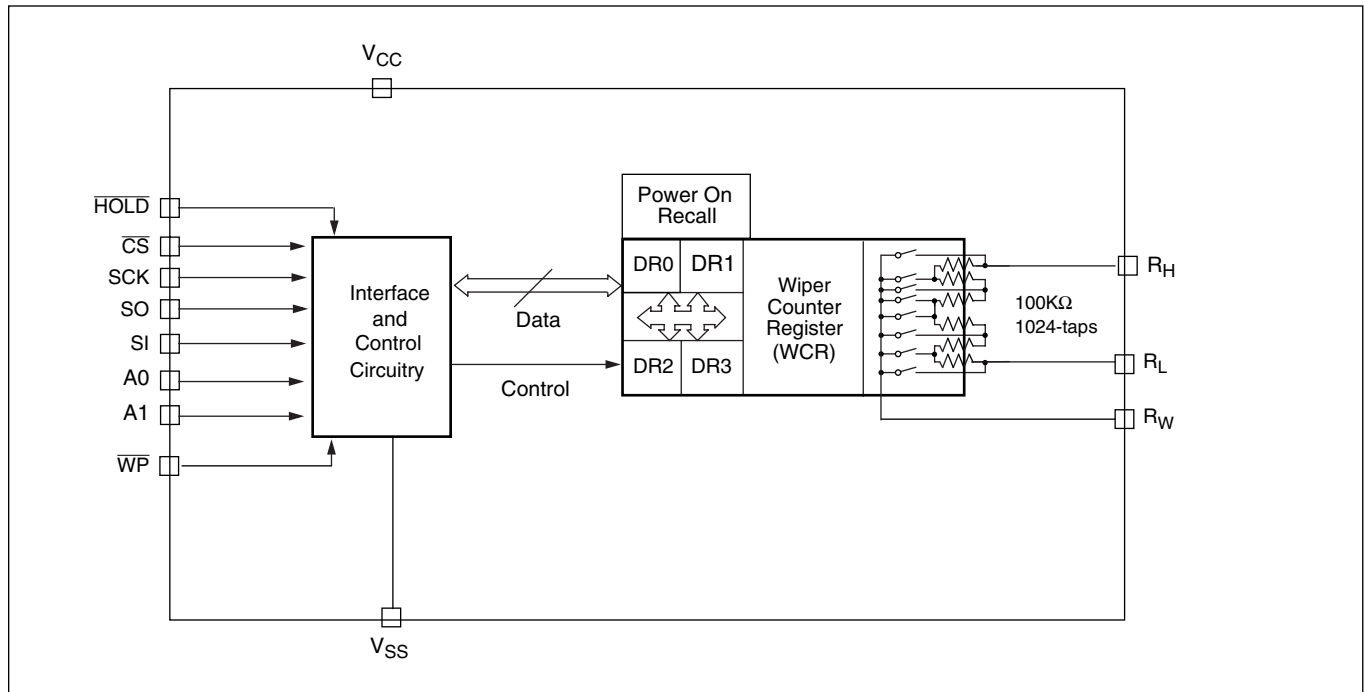 VCC
HOLD
CS
SCK
SO
SI
A0
A1
WP
Interface
and
Control
Circuitry
Data
Control
Power On
Recall
DR0
DR1
DR2
DR3
Wiper
Counter
Register
(WCR)
100KΩ
1024-taps
RH
RL
RW
VSS